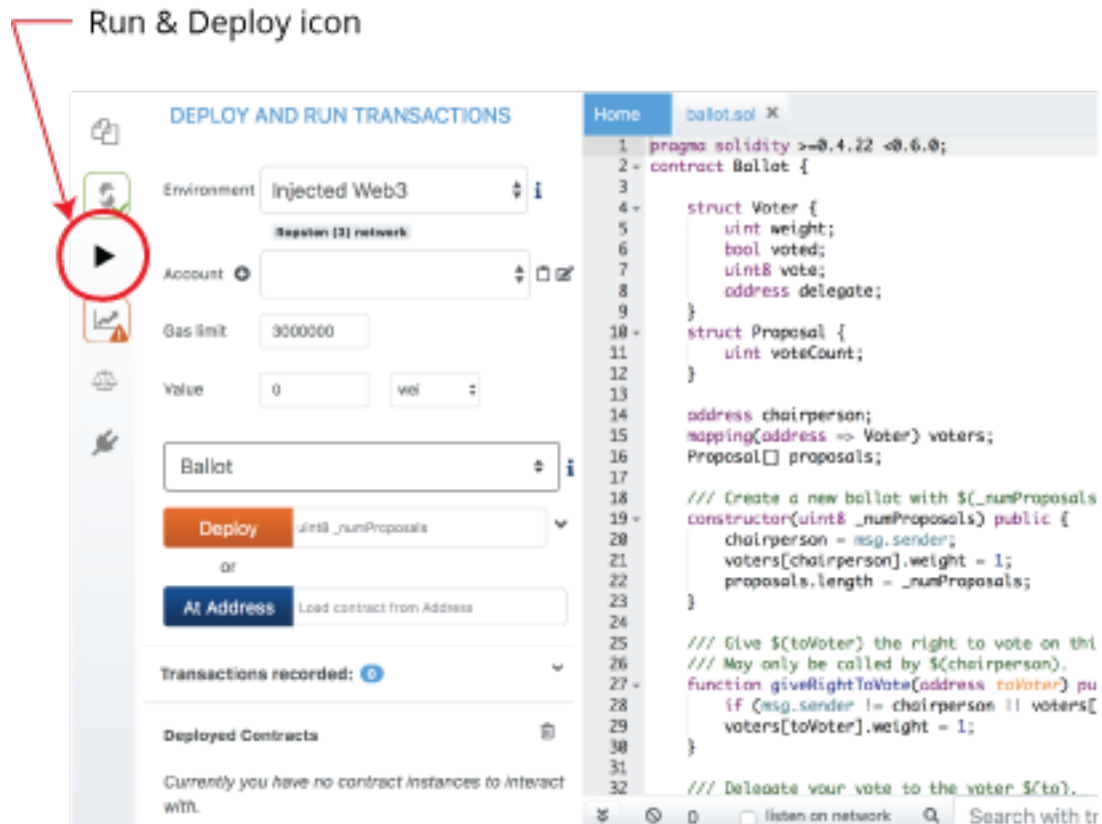 Run & Deploy icon
DEPLOY AND RUN TRANSACTIONS
Environment Injected Web3 i
Ropsten (3) network
Account
Gas limit 3000000
Value 0 wei
Ballot i
Deploy uint8 _numProposals
or
At Address Load contract from Address
Transactions recorded: 0
Deployed Contracts
Currently you have no contract instances to interact
with.
Home ballot.sol ×
1 pragma solidity >=0.4.22 <0.6.0;
2 contract Ballot {
3
4 struct Voter {
5 uint weight;
6 bool voted;
7 uint8 vote;
8 address delegate;
9 }
10 struct Proposal {
11 uint voteCount;
12 }
13
14 address chairperson;
15 mapping(address => Voter) voters;
16 Proposal[] proposals;
17
18 /// Create a new ballot with $(_numProposals
19 constructor(uint8 _numProposals) public {
20 chairperson = msg.sender;
21 voters[chairperson].weight = 1;
22 proposals.length = _numProposals;
23 }
24
25 /// Give $(toVoter) the right to vote on thi
26 /// May only be called by $(chairperson).
27 function giveRightToVote(address toVoter) pu
28 if (msg.sender != chairperson || voters[
29 voters[toVoter].weight = 1;
30 }
31
32 /// Delegate your vote to the voter $(to).
0 listen on network Search with tr